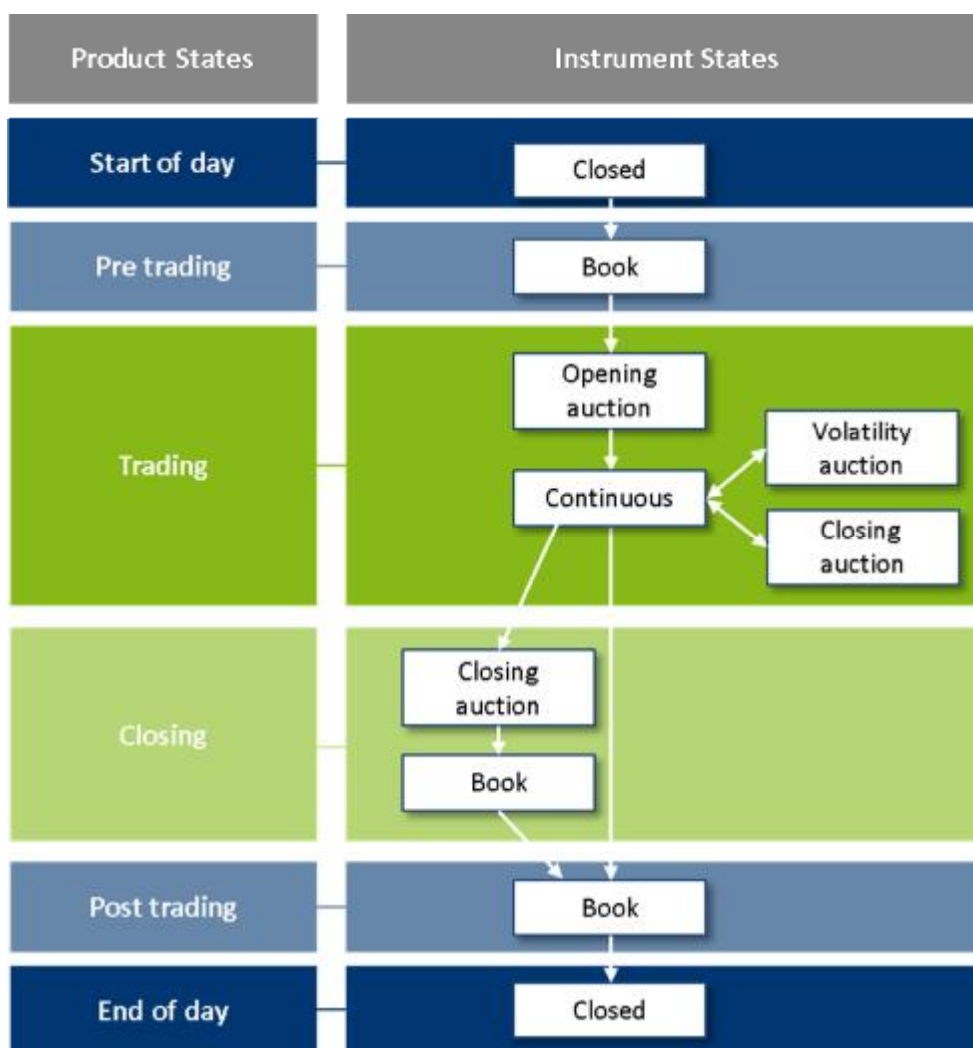 Product States
Instrument States
Start of day
Closed
Pre trading
Book
Trading
Opening
auction
Continuous
Volatility
auction
Closing
auction
Closing
Closing
auction
Book
Post trading
Book
End of day
Closed